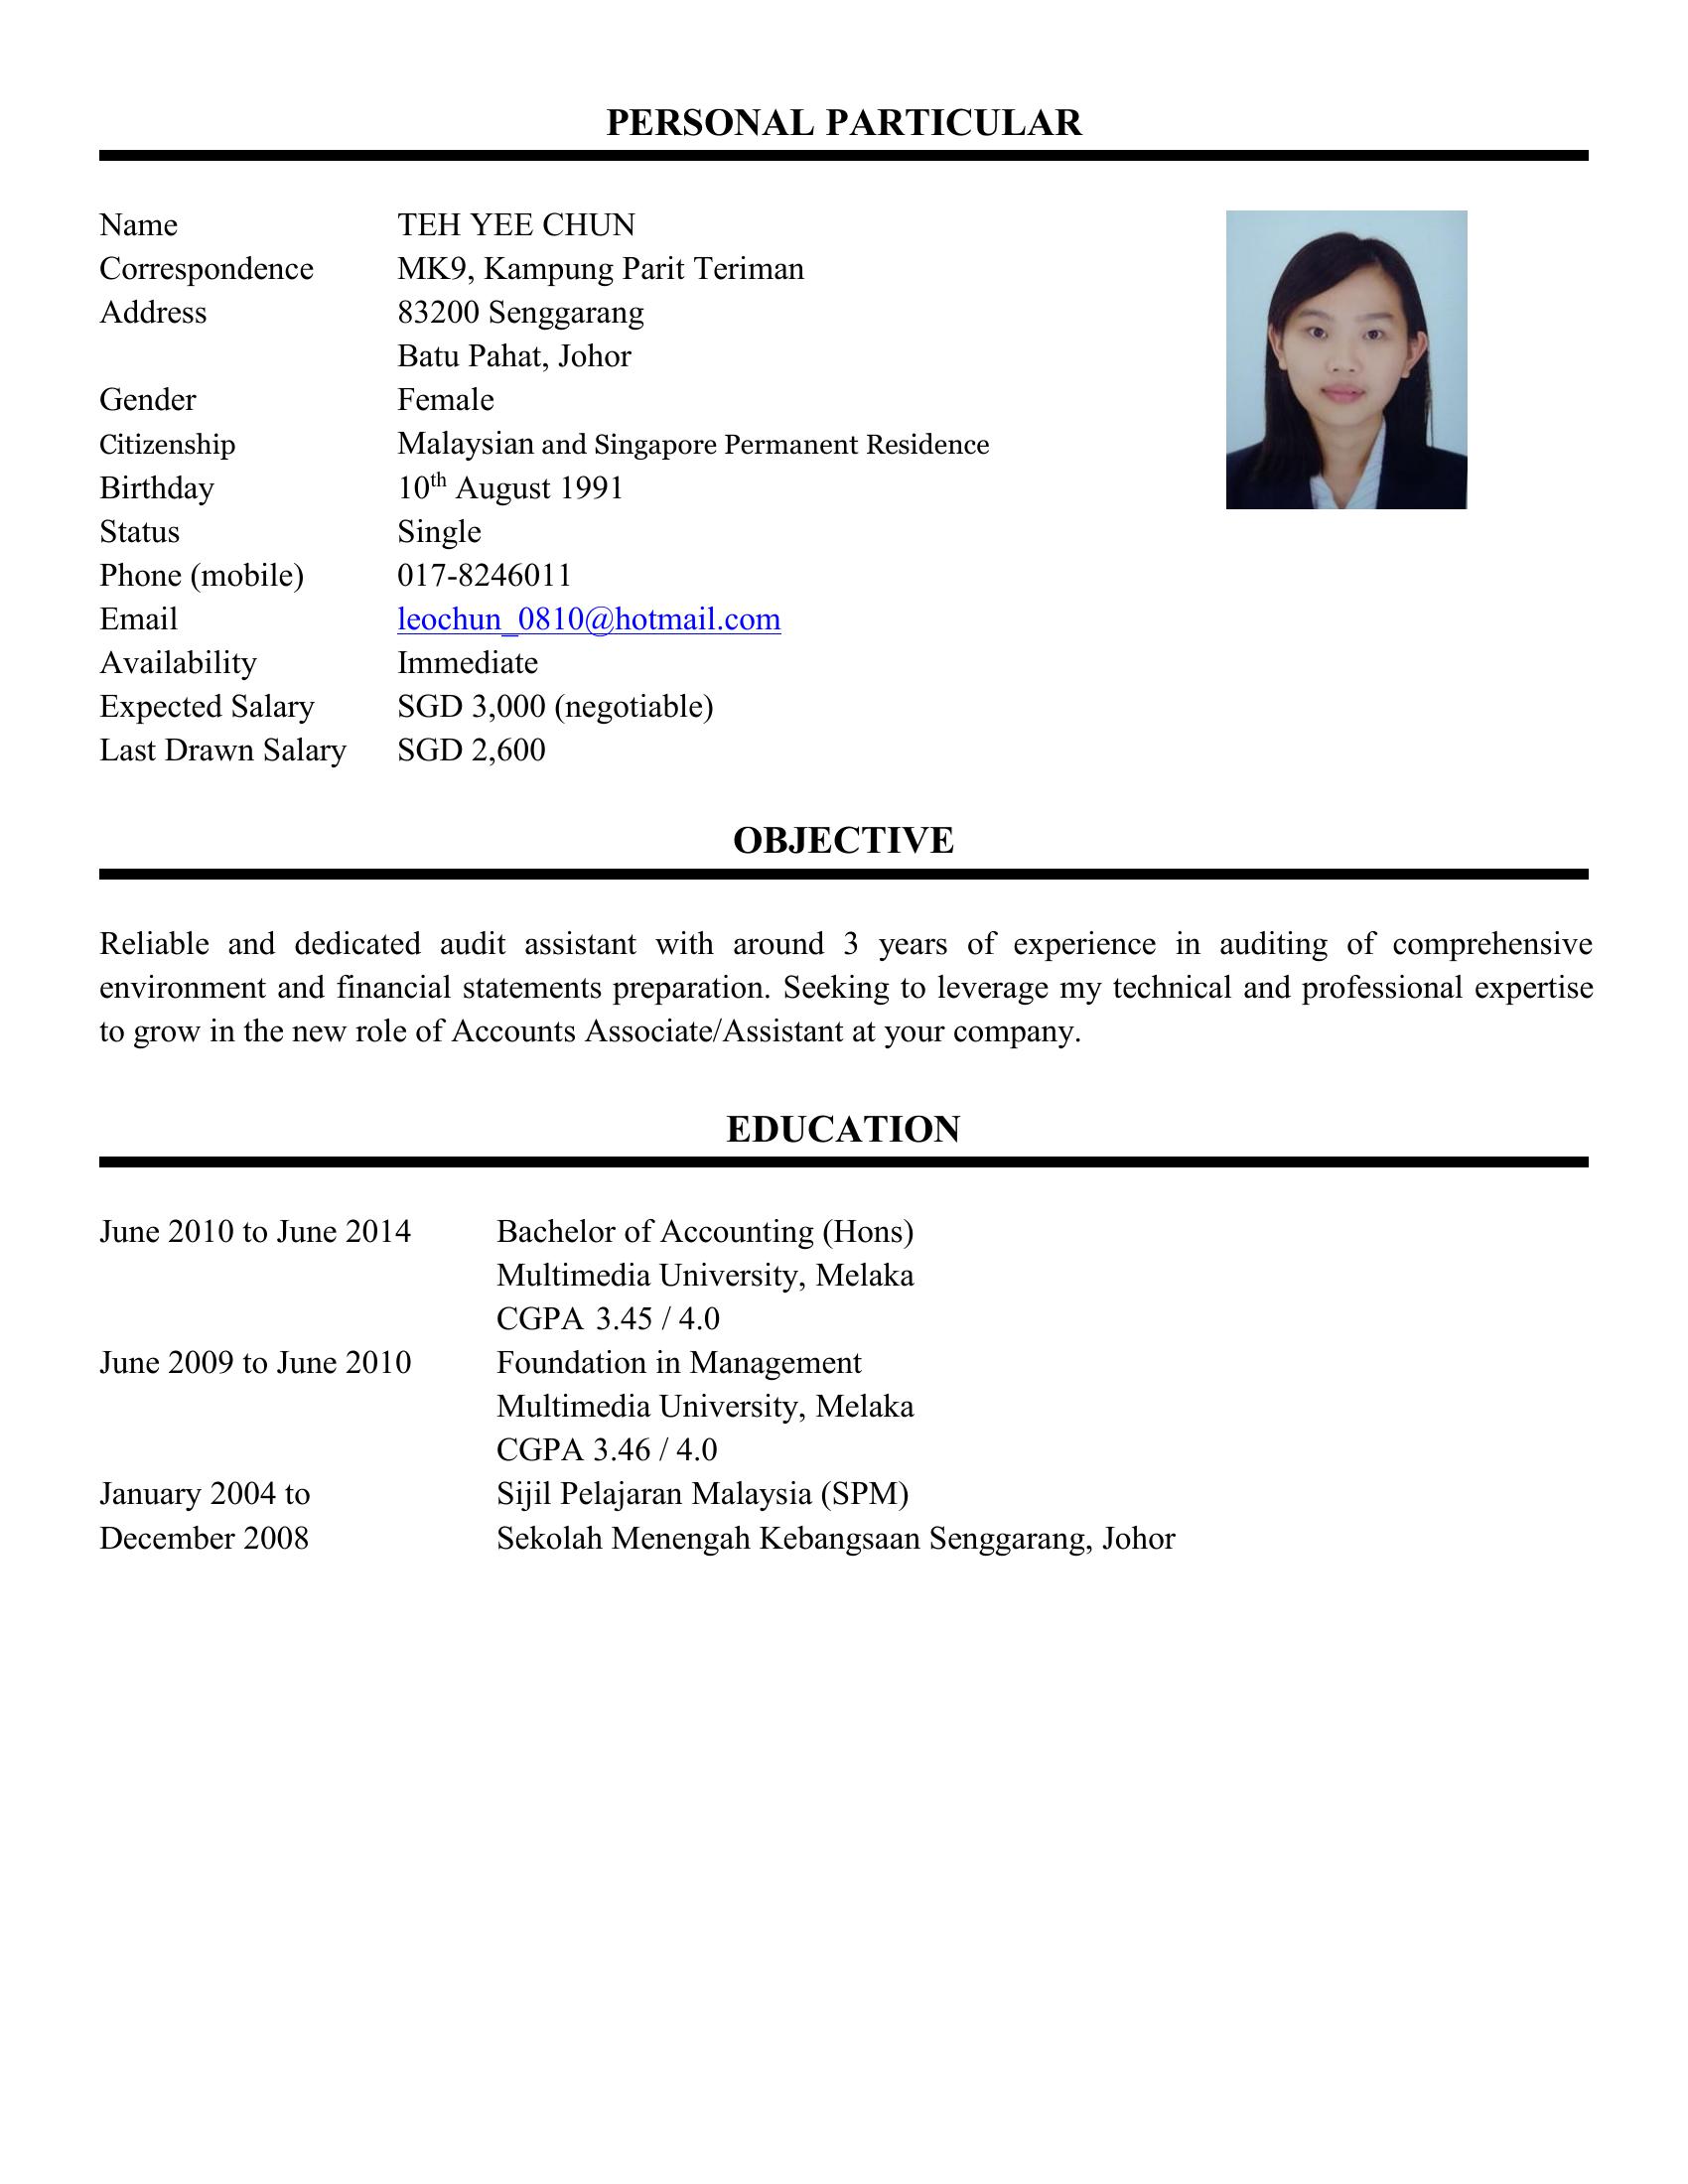 PERSONAL PARTICULAR
Name TEH YEE CHUN
Correspondence MK9, Kampung Parit Teriman
Address 83200 Senggarang
Batu Pahat, Johor
Gender Female
Citizenship Malaysian and Singapore Permanent Residence
Birthday 10th August 1991
Status Single
Phone (mobile) 017-8246011
Email leochun_0810@hotmail.com
Availability Immediate
Expected Salary SGD 3,000 (negotiable)
Last Drawn Salary SGD 2,600
OBJECTIVE
Reliable and dedicated audit assistant with around 3 years of experience in auditing of comprehensive
environment and financial statements preparation. Seeking to leverage my technical and professional expertise
to grow in the new role of Accounts Associate/Assistant at your company.
EDUCATION
June 2010 to June 2014 Bachelor of Accounting (Hons)
Multimedia University, Melaka
CGPA 3.45 / 4.0
June 2009 to June 2010 Foundation in Management
Multimedia University, Melaka
CGPA 3.46 / 4.0
January 2004 to Sijil Pelajaran Malaysia (SPM)
December 2008 Sekolah Menengah Kebangsaan Senggarang, Johor